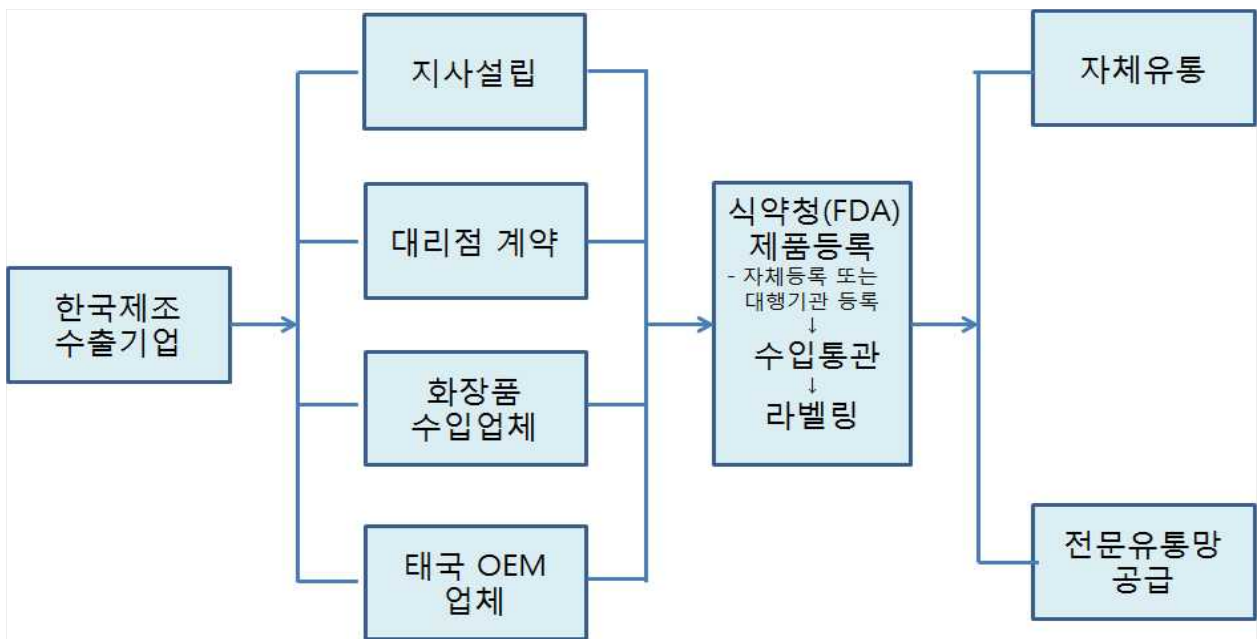 한국제조
수출기업
지사설립
대리점 계약
화장품
수입업체
태국 OEM
업체
식약청(FDA)
제품등록
- 자체등록 또는
대행기관 등록
↓
수입통관
↓
라벨링
자체유통
전문유통망
공급